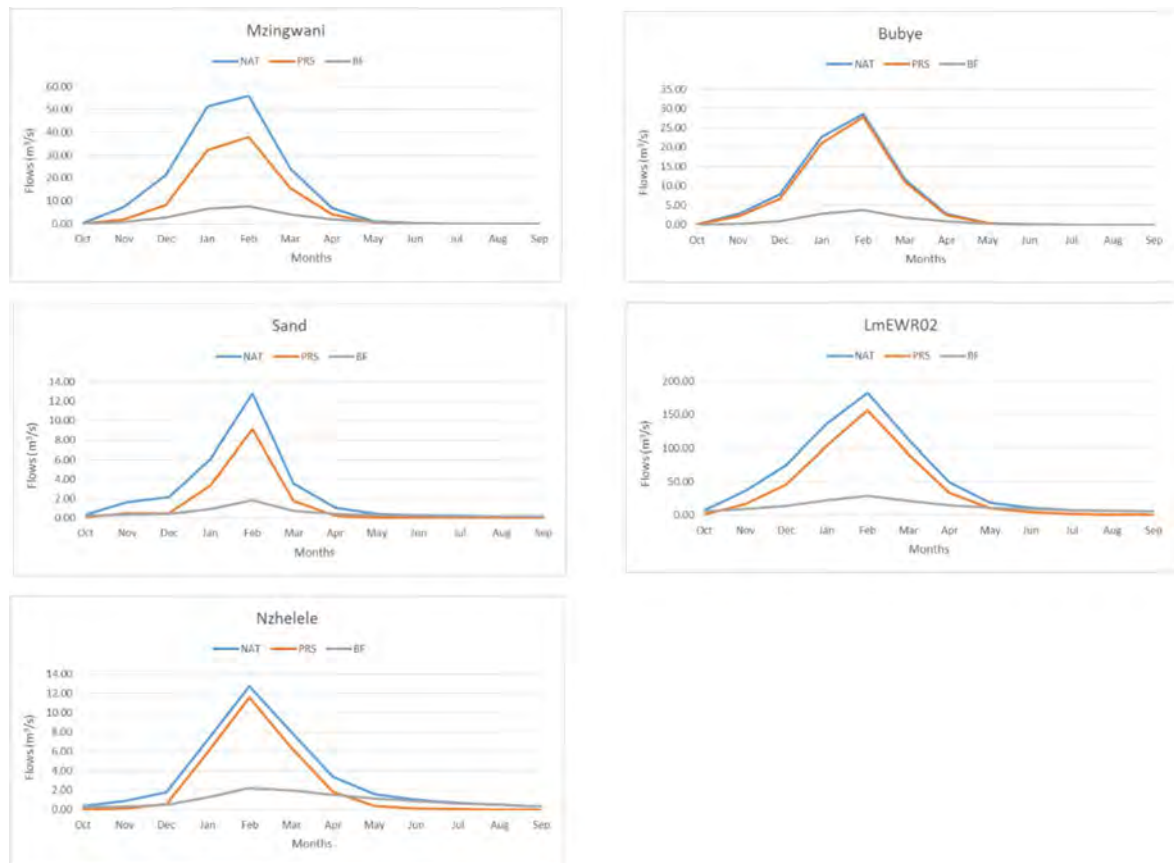 Mzingwani
NAT PRS BF
60.00
50.00
40.00
30.00
20.00
10.00
0.00
Flows (m³/s)
Oct Nov Dec Jan Feb Mar Apr May Jun Jul Aug Sep
Months
Bubye
NAT PRS BF
35.00
30.00
25.00
20.00
15.00
10.00
5.00
0.00
Flows (m³/s)
Oct Nov Dec Jan Feb Mar Apr May Jun Jul Aug Sep
Months
Sand
NAT PRS BF
14.00
12.00
10.00
8.00
6.00
4.00
2.00
0.00
Flows (m³/s)
Oct Nov Dec Jan Feb Mar Apr May Jun Jul Aug Sep
Months
LmEWR02
NAT PRS BF
200.00
150.00
100.00
50.00
0.00
Flows (m³/s)
Oct Nov Dec Jan Feb Mar Apr May Jun Jul Aug Sep
Months
Nzhelele
NAT PRS BF
14.00
12.00
10.00
8.00
6.00
4.00
2.00
0.00
Flows (m³/s)
Oct Nov Dec Jan Feb Mar Apr May Jun Jul Aug Sep
Months